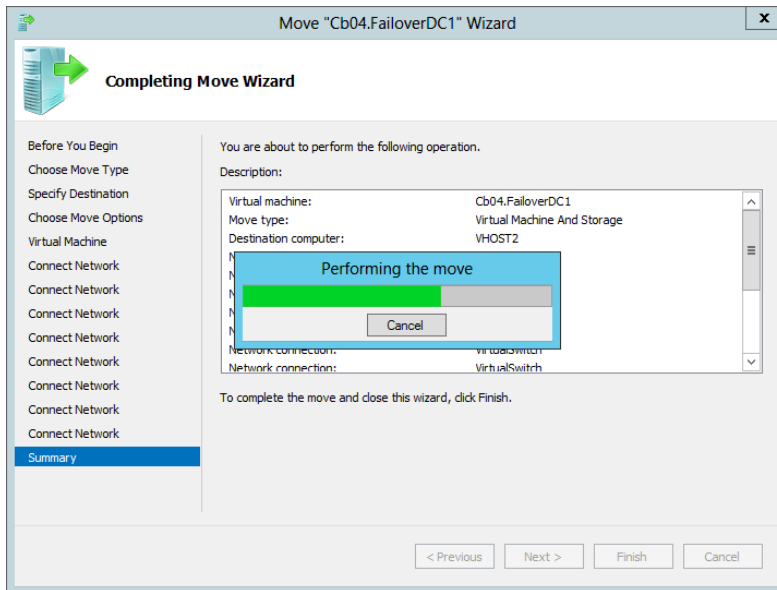 Move "Cb04.FailoverDC1" Wizard
x
Completing Move Wizard
Before You Begin
Choose Move Type
Specify Destination
Choose Move Options
Virtual Machine
Connect Network
Connect Network
Connect Network
Connect Network
Connect Network
Connect Network
Connect Network
Connect Network
Summary
You are about to perform the following operation.
Description:
Virtual machine: Cb04.FailoverDC1
Move type: Virtual Machine And Storage
Destination computer: VHOST2
Performing the move
Cancel
Network connection: VirtualSwitch
Network connection: VirtualSwitch
To complete the move and close this wizard, click Finish.
< Previous Next > Finish Cancel